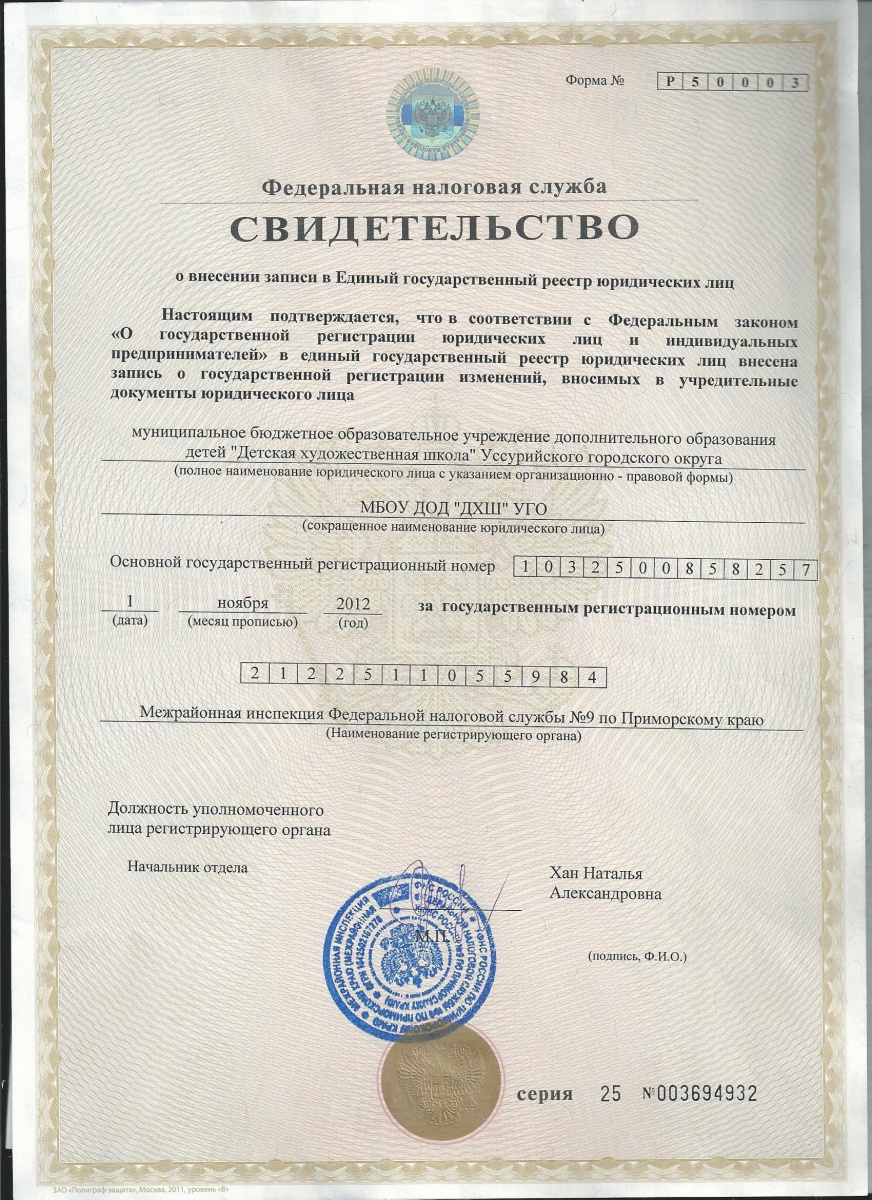 Форма № Р50003
Федеральная налоговая служба
СВИДЕТЕЛЬСТВО
о внесении записи в Единый государственный реестр юридических лиц
Настоящим подтверждается, что в соответствии с Федеральным законом
«О государственной регистрации юридических лиц и индивидуальных
предпринимателей» в единый государственный реестр юридических лиц внесена
запись о государственной регистрации изменений, вносимых в учредительные
документы юридического лица
муниципальное бюджетное образовательное учреждение дополнительного образования
детей "Детская художественная школа" Уссурийского городского округа
(полное наименование юридического лица с указанием организационно - правовой формы)
МБОУ ДОД "ДХШ" УГО
(сокращенное наименование юридического лица)
Основной государственный регистрационный номер 1032500858257
1 ноября 2012 за государственным регистрационным номером
(дата) (месяц прописью) (год)
2122511055984
Межрайонная инспекция Федеральной налоговой службы №9 по Приморскому краю
(Наименование регистрирующего органа)
Должность уполномоченного
лица регистрирующего органа
Начальник отдела
Хан Наталья
Александровна
М.П.
(подпись, Ф.И.О.)
серия 25 №003694932
ЗАО «Полиграф-защита», Москва, 2011, уровень «В»